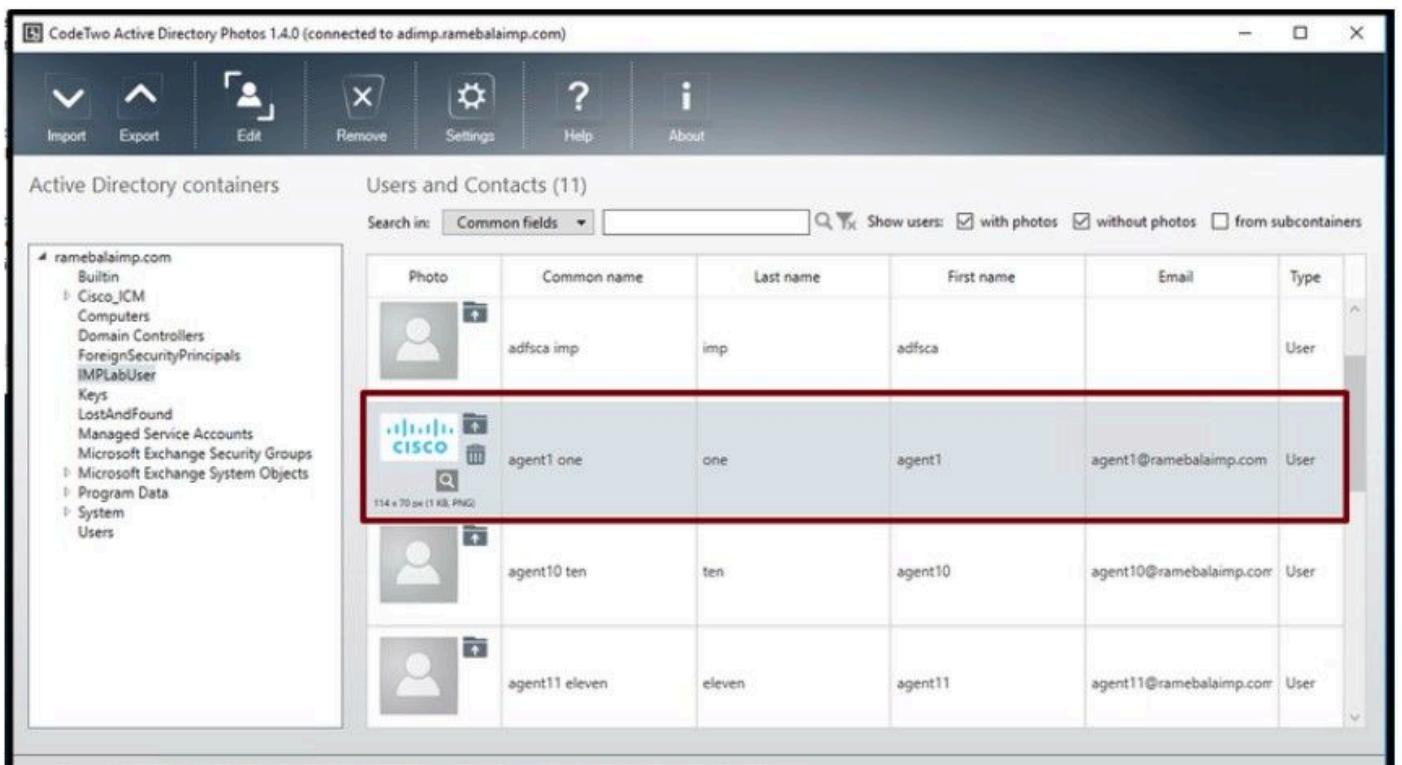 CodeTwo Active Directory Photos 1.4.0 (connected to adimp.ramebalaimp.com)
Import Export Edit Remove Settings Help About
Active Directory containers
Users and Contacts (11)
Search in: Common fields Show users: with photos without photos from subcontainers
ramebalaimp.com
Builtin
Cisco_ICM
Computers
Domain Controllers
ForeignSecurityPrincipals
IMPLabUser
Keys
LostAndFound
Managed Service Accounts
Microsoft Exchange Security Groups
Microsoft Exchange System Objects
Program Data
System
Users
Photo Common name Last name First name Email Type
adfsca imp imp adfsca User
CISCO
agent1 one one agent1 agent1@ramebalaimp.com User
114 x 70 px (1 KB, PNG)
agent10 ten ten agent10 agent10@ramebalaimp.com User
agent11 eleven eleven agent11 agent11@ramebalaimp.com User